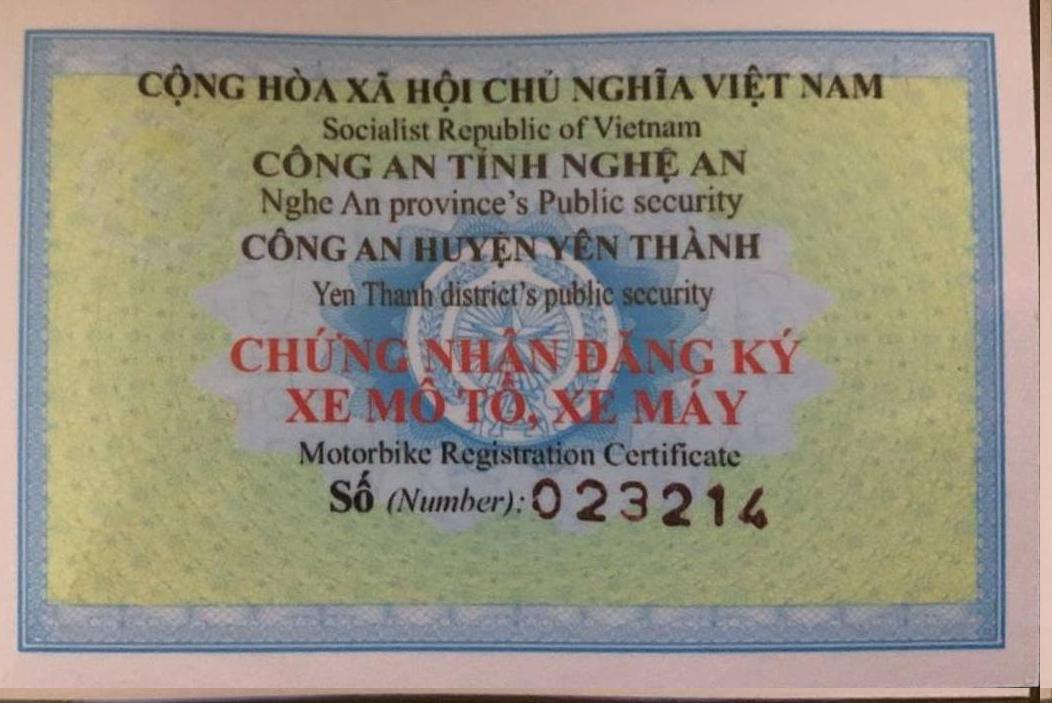 CỘNG HÒA XÃ HỘI CHỦ NGHĨA VIỆT NAM
Socialist Republic of Vietnam
CÔNG AN TỈNH NGHỆ AN
Nghe An province's Public security
CÔNG AN HUYỆN YÊN THÀNH
Yen Thanh district's public security
CHỨNG NHẬN ĐĂNG KÝ
XE MÔ TÔ, XE MÁY
Motorbike Registration Certificate
Số (Number): 023214